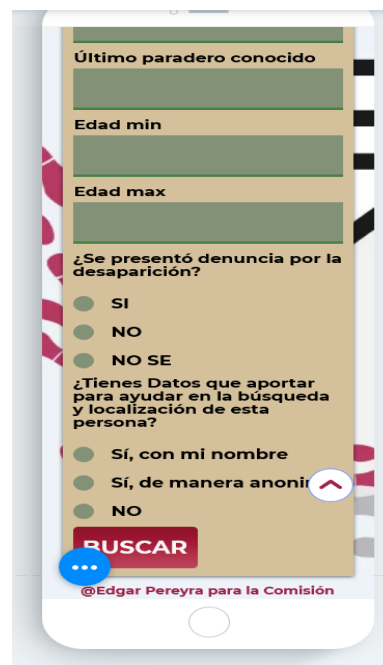 Último paradero conocido
Edad min
Edad max
¿Se presentó denuncia por la
desaparición?
SI
NO
NO SE
¿Tienes Datos que aportar
para ayudar en la búsqueda
y localización de esta
persona?
Sí, con mi nombre
Sí, de manera
NO
BUSCAR
@Edgar Pereyra para la Comisión